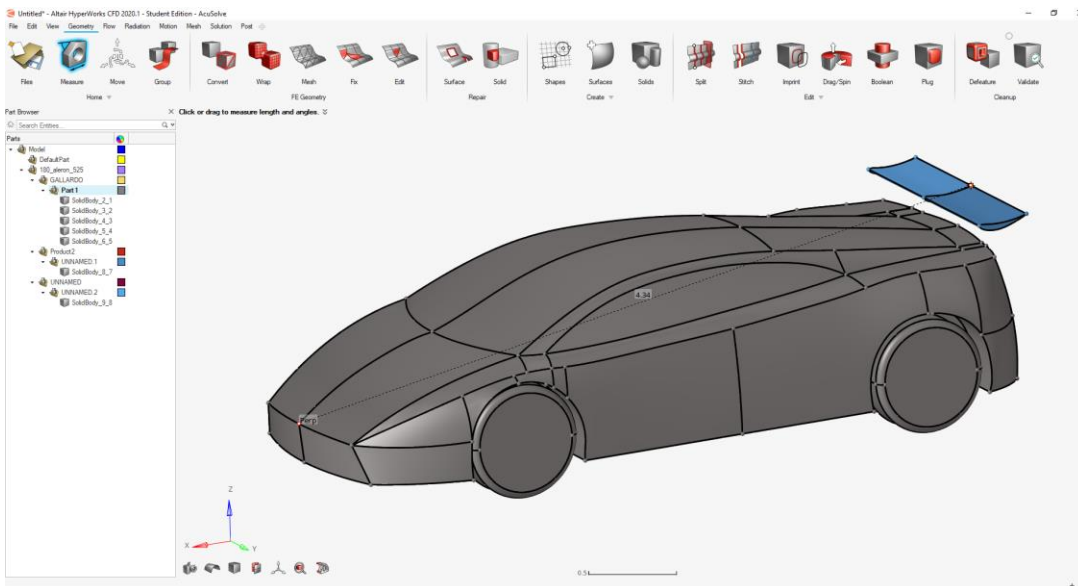 Untitled* - Altair HyperWorks CFD 2020.1 - Student Edition - AcuSolve
File Edit View Geometry Flow Radiation Motion Mesh Solution Post
Files Measure Move Group Convert Wrap Mesh Fix Edit Surface Solid Shapes Surfaces Solids Split Stitch Imprint Drag/Spin Boolean Plug Defeature Validate
Home FE Geometry Repair Create Edit Cleanup
Part Browser
Click or drag to measure length and angles.
Search Entities...
Parts
Model
DefaultPart
180_aleron_525
GALLARDO
Part1
SolidBody_2_1
SolidBody_3_2
SolidBody_4_3
SolidBody_5_4
SolidBody_6_5
Product2
UNNAMED.1
SolidBody_8_7
UNNAMED
UNNAMED.2
SolidBody_9_8
4.34
Perp
Z
X
Y
0.5